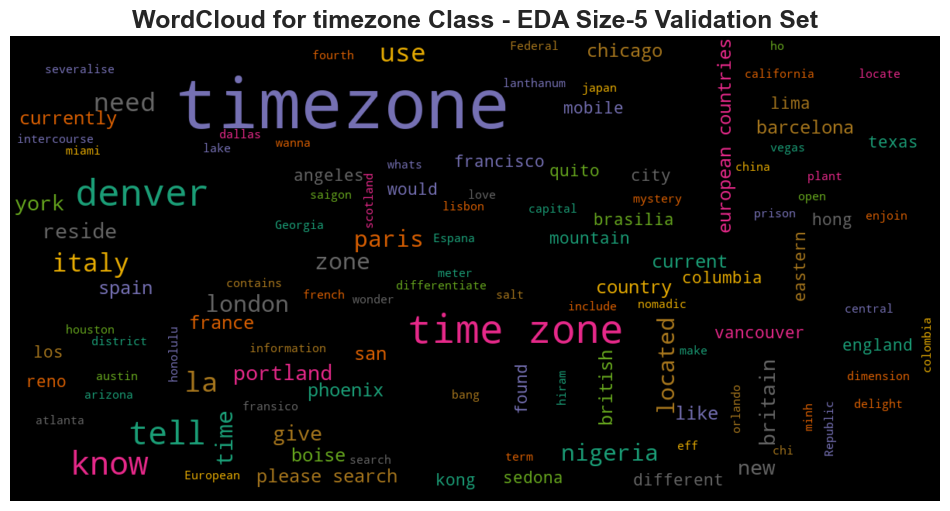 WordCloud for timezone Class - EDA Size-5 Validation Set
fourth
use
Federal
chicago
ho
severalise
need
timezone
lanthanum
japan
european countries
california
locate
currently
mobile
lima
intercourse
miami
dallas
lake
wanna
barcelona
texas
whats
francisco
vegas
denver
angeles
quito
city
china
plant
york
saigon
scotland
would
love
mystery
open
lisbon
capital
brasilia
prison
hong
enjoin
reside
Georgia
paris
Espana
mountain
eastern
italy
zone
current
meter
columbia
spain
contains
differentiate
country
london
french
wonder
salt
include
nomadic
central
houston
france
time zone
vancouver
colombia
district
honolulu
located
england
los
information
san
make
reno
austin
la
portland
found
british
dimension
arizona
phoenix
hiram
britain
atlanta
fransico
bang
like
orlando
minh
delight
tell
time
give
Republic
know
boise
search
term
nigeria
eff
chi
European
please search
kong
sedona
different
new